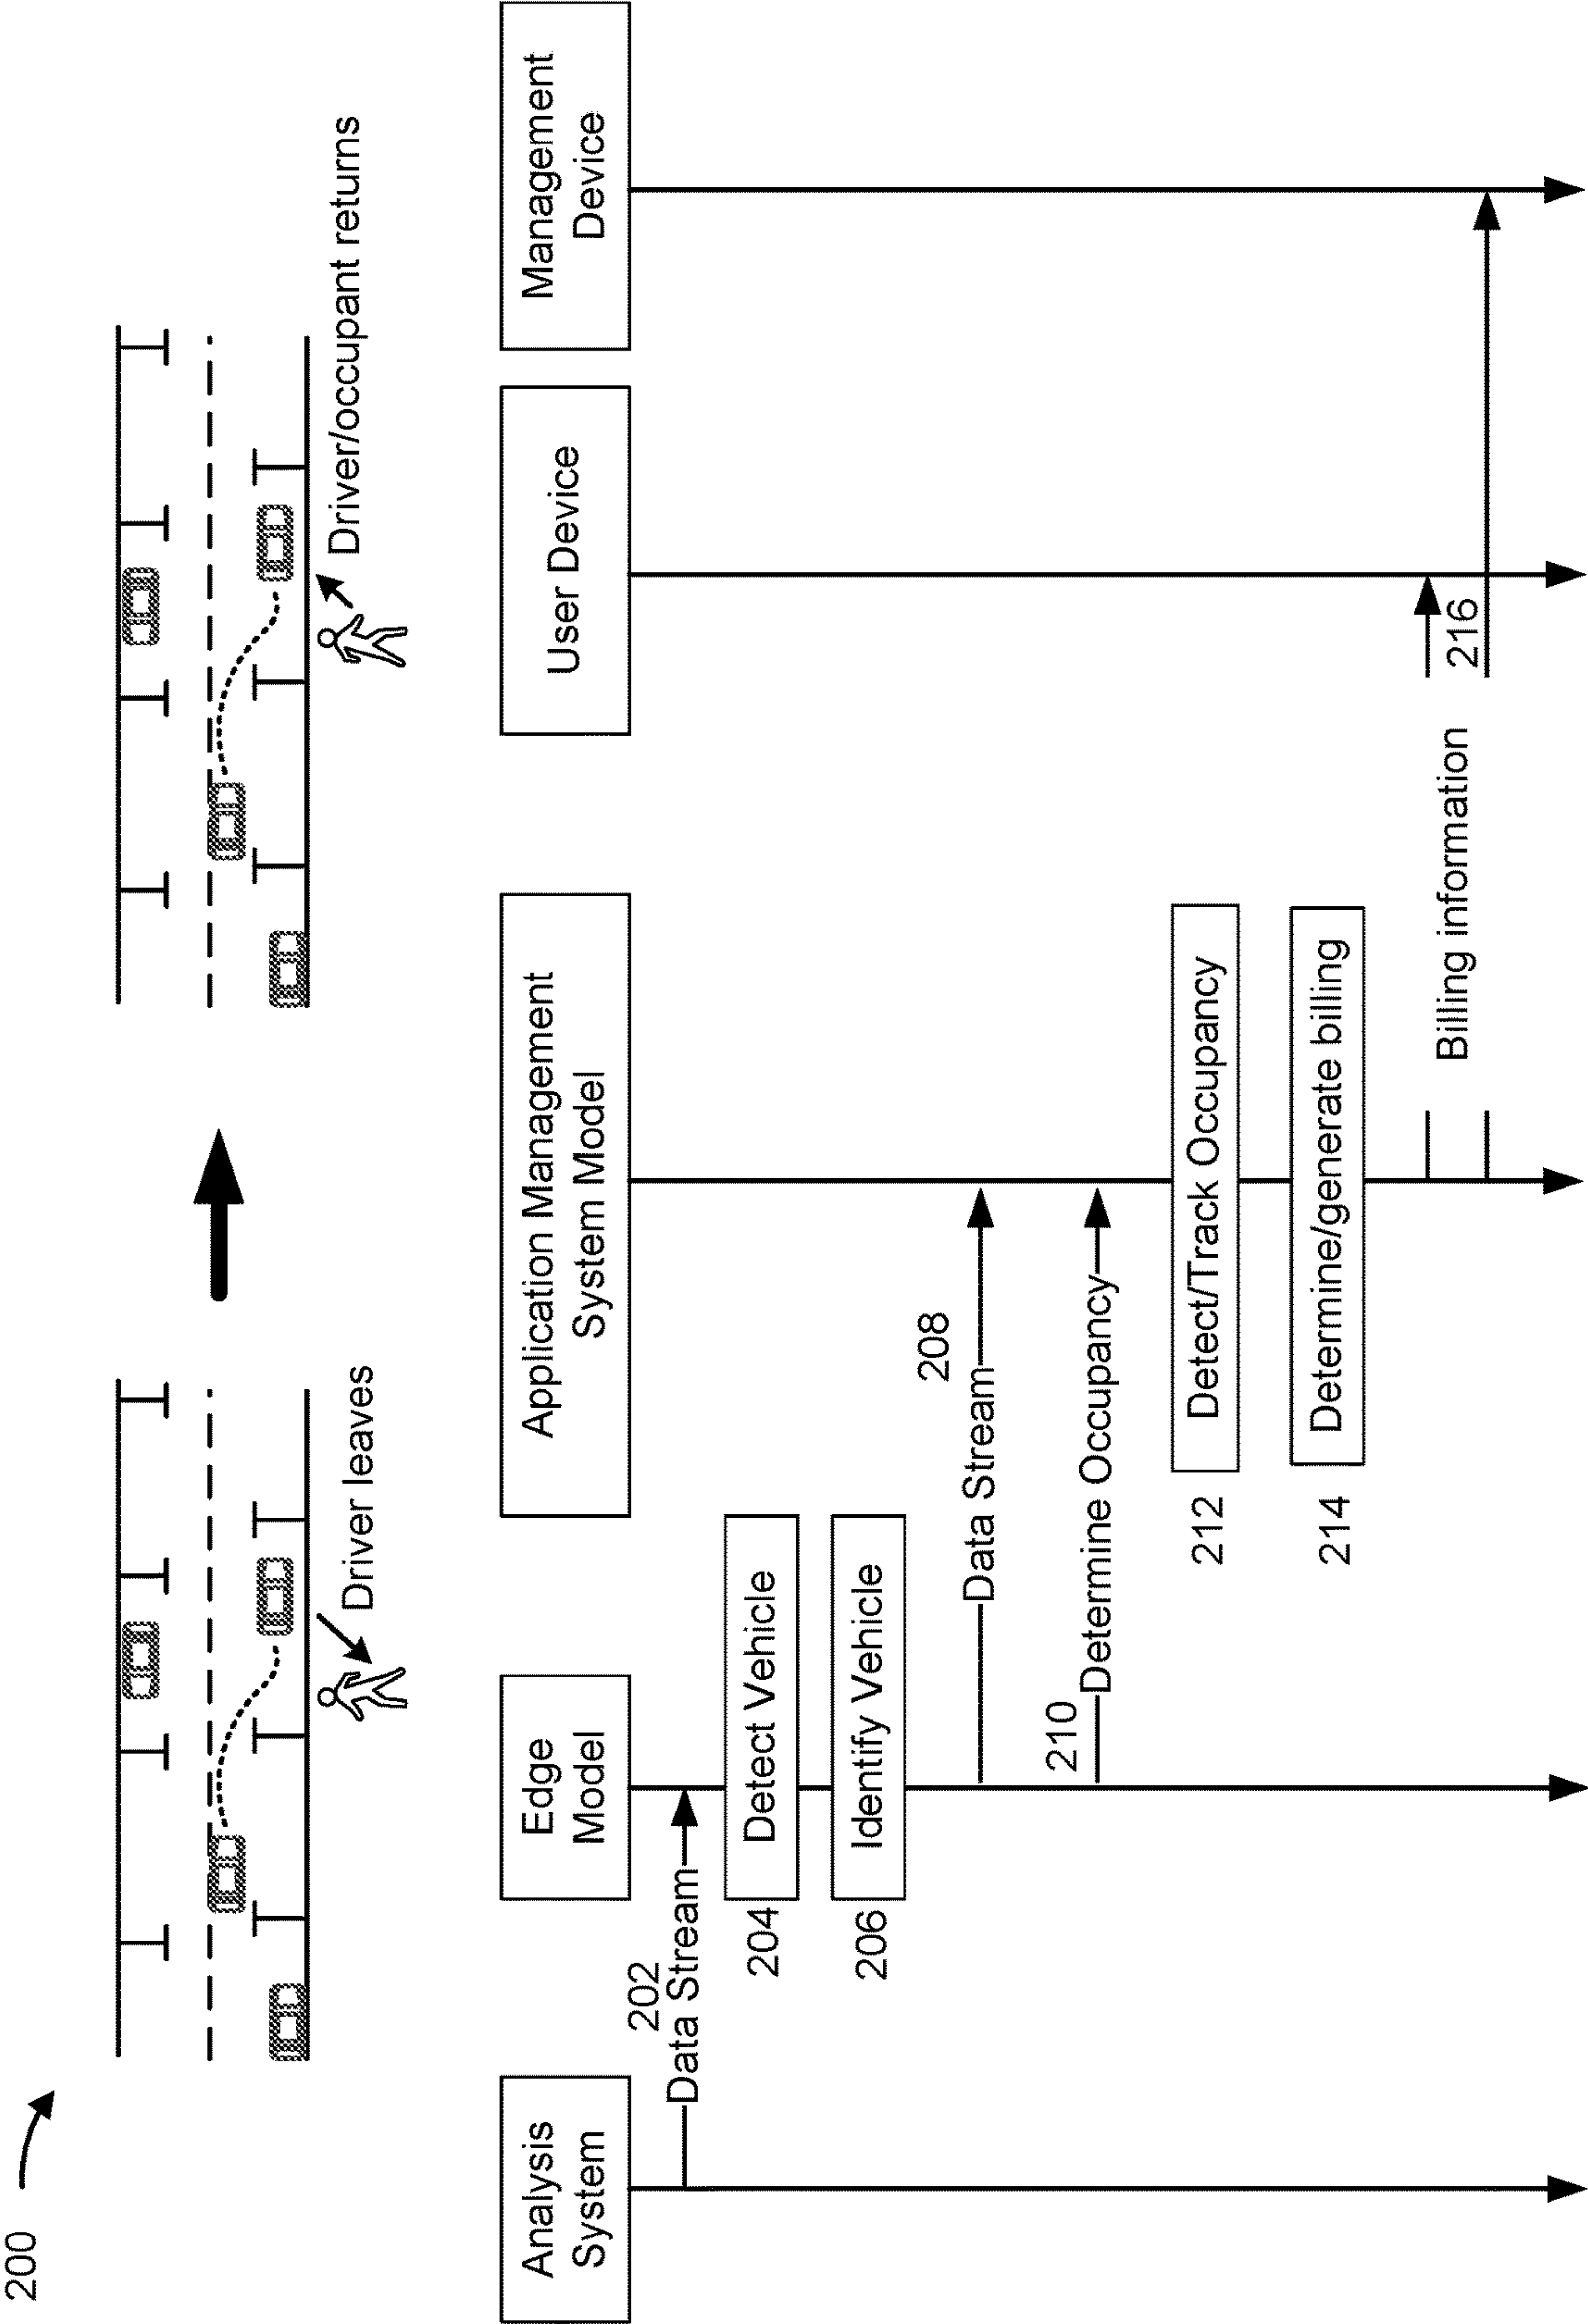 200
Driver leaves
Driver/occupant returns
Analysis
System
Edge
Model
Application Management
System Model
User Device
Management
Device
202
Data Stream
204
Detect Vehicle
206
Identify Vehicle
208
Data Stream
210
Determine Occupancy
212
Detect/Track Occupancy
214
Determine/generate billing
Billing information
216